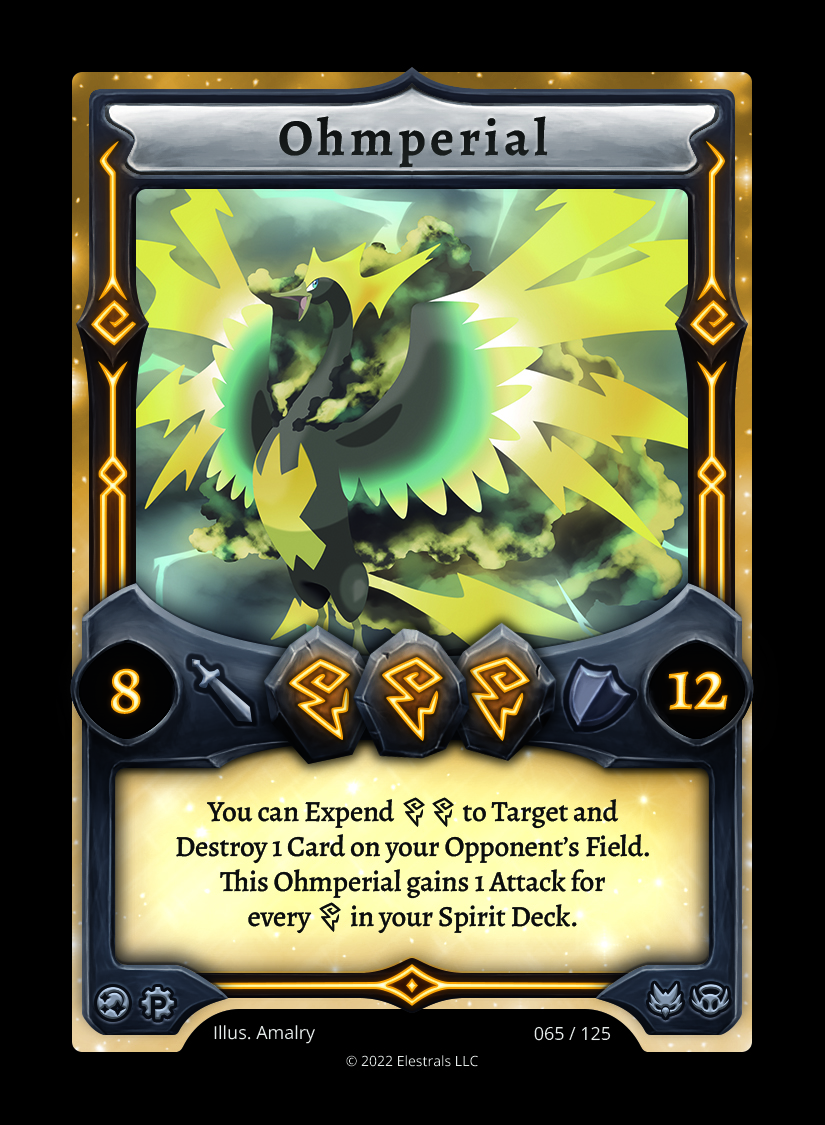 Ohmperial
8
12
You can Expend to Target and
Destroy 1 Card on your Opponent's Field.
This Ohmperial gains 1 Attack for
every in your Spirit Deck.
P
Illus. Amalry
065 / 125
© 2022 Elestrals LLC